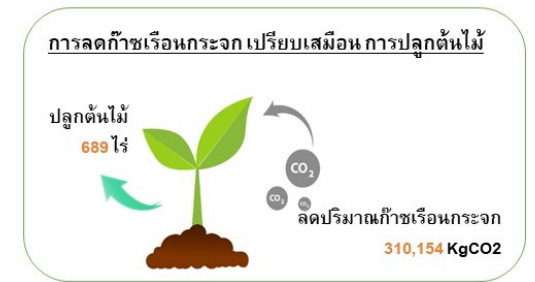 การลดก๊าซเรือนกระจก เปรียบเสมือน การปลูกต้นไม้
ปลูกต้นไม้
689 ไร่
CO2
CO2
CO2
ลดปริมาณก๊าซเรือนกระจก
310,154 KgCO2